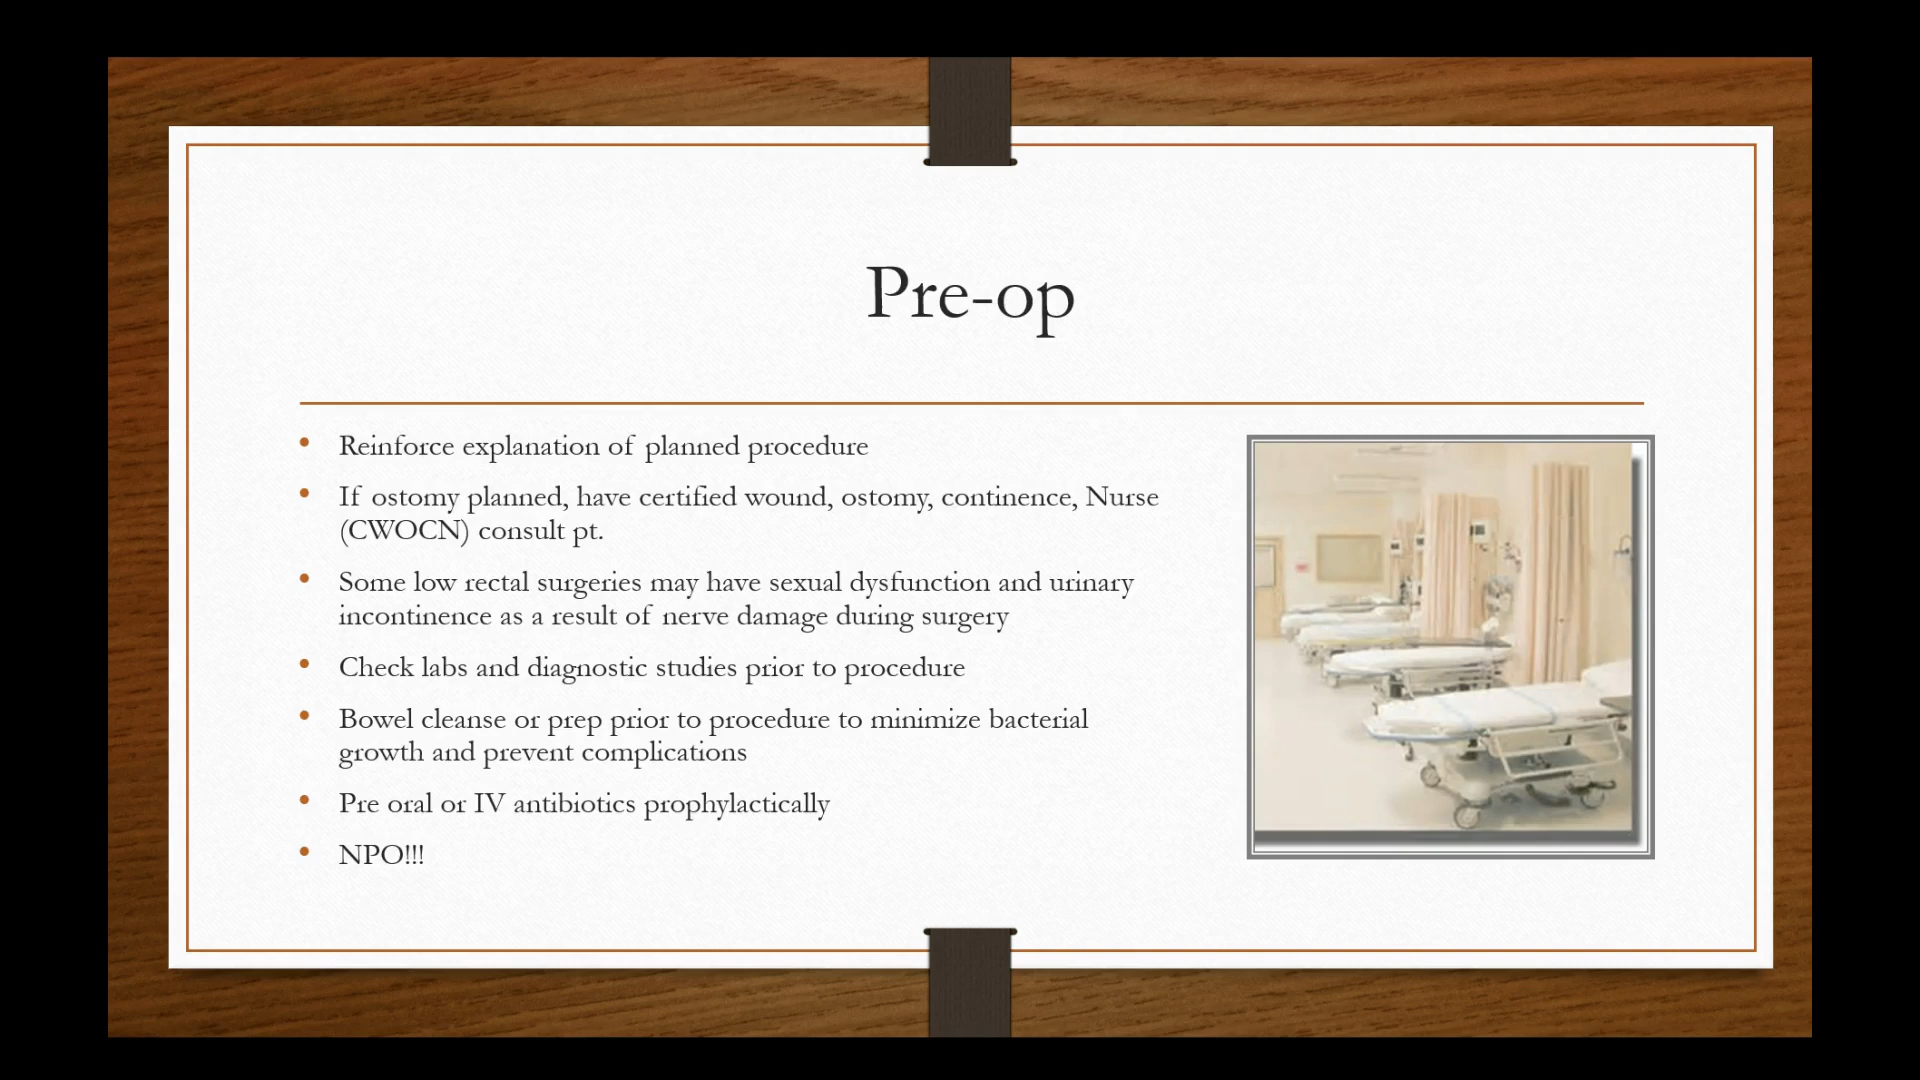 Pre-op
• Reinforce explanation of planned procedure
• If ostomy planned, have certified wound, ostomy, continence, Nurse
(CWOCN) consult pt.
• Some low rectal surgeries may have sexual dysfunction and urinary
incontinence as a result of nerve damage during surgery
• Check labs and diagnostic studies prior to procedure
• Bowel cleanse or prep prior to procedure to minimize bacterial
growth and prevent complications
• Pre oral or IV antibiotics prophylactically
• NPO!!!